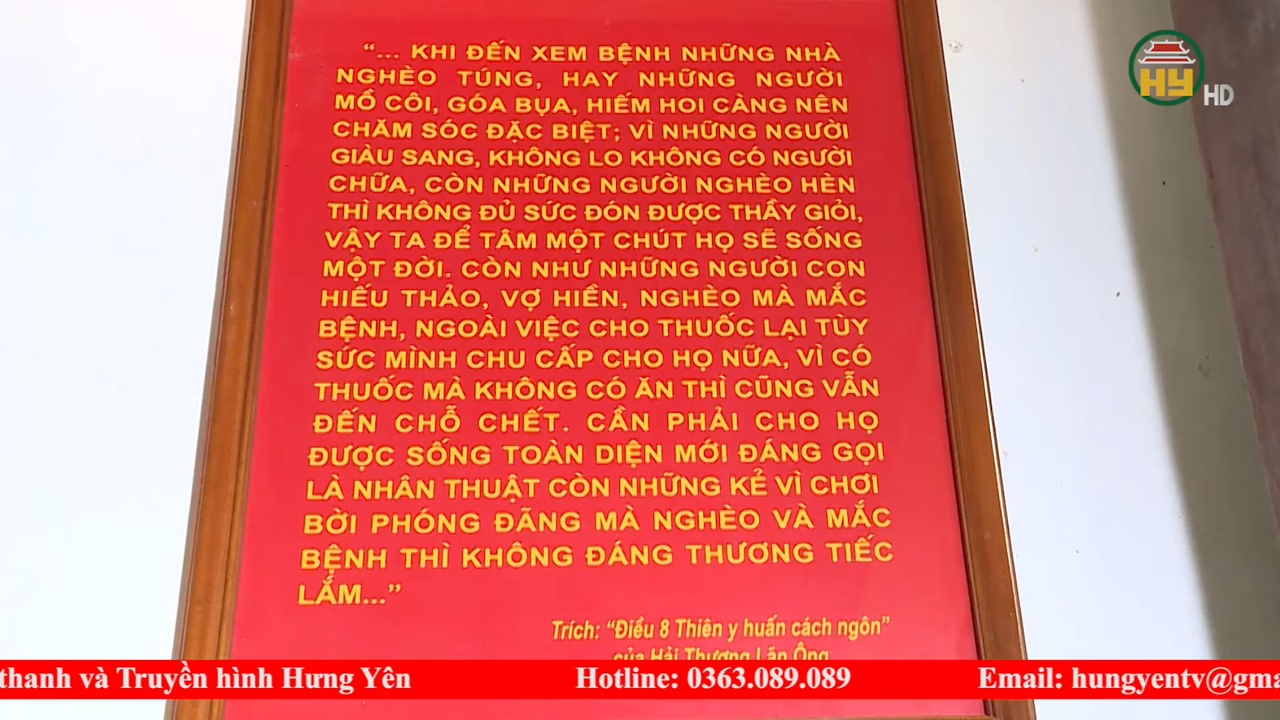 “... KHI ĐẾN XEM BỆNH NHỮNG NHÀ
NGHÈO TÚNG, HAY NHỮNG NGƯỜI
MỒ CÔI, GÓA BỤA, HIẾM HOI CÀNG NÊN
CHĂM SÓC ĐẶC BIỆT; VÌ NHỮNG NGƯỜI
GIÀU SANG, KHÔNG LO KHÔNG CÓ NGƯỜI
CHỮA, CÒN NHỮNG NGƯỜI NGHÈO HÈN
THÌ KHÔNG ĐỦ SỨC ĐÓN ĐƯỢC THẦY GIỎI,
VẬY TA ĐỂ TÂM MỘT CHÚT HỌ SẼ SỐNG
MỘT ĐỜI. CÒN NHƯ NHỮNG NGƯỜI CON
HIẾU THẢO, VỢ HIỀN, NGHÈO MÀ MẮC
BỆNH, NGOÀI VIỆC CHO THUỐC LẠI TÙY
SỨC MÌNH CHU CẤP CHO HỌ NỮA, VÌ CÓ
THUỐC MÀ KHÔNG CÓ ĂN THÌ CŨNG VẪN
ĐẾN CHỖ CHẾT. CẦN PHẢI CHO HỌ
ĐƯỢC SỐNG TOÀN DIỆN MỚI ĐÁNG GỌI
LÀ NHÂN THUẬT CÒN NHỮNG KẺ VÌ CHƠI
BỜI PHÓNG ĐÃNG MÀ NGHÈO VÀ MẮC
BỆNH THÌ KHÔNG ĐÁNG THƯƠNG TIẾC
LẮM...”
Trích: “Điều 8 Thiên y huấn cách ngôn”
của Hải Thượng Lãn Ông
HY HD
thanh và Truyền hình Hưng Yên Hotline: 0363.089.089 Email: hungyentv@gma